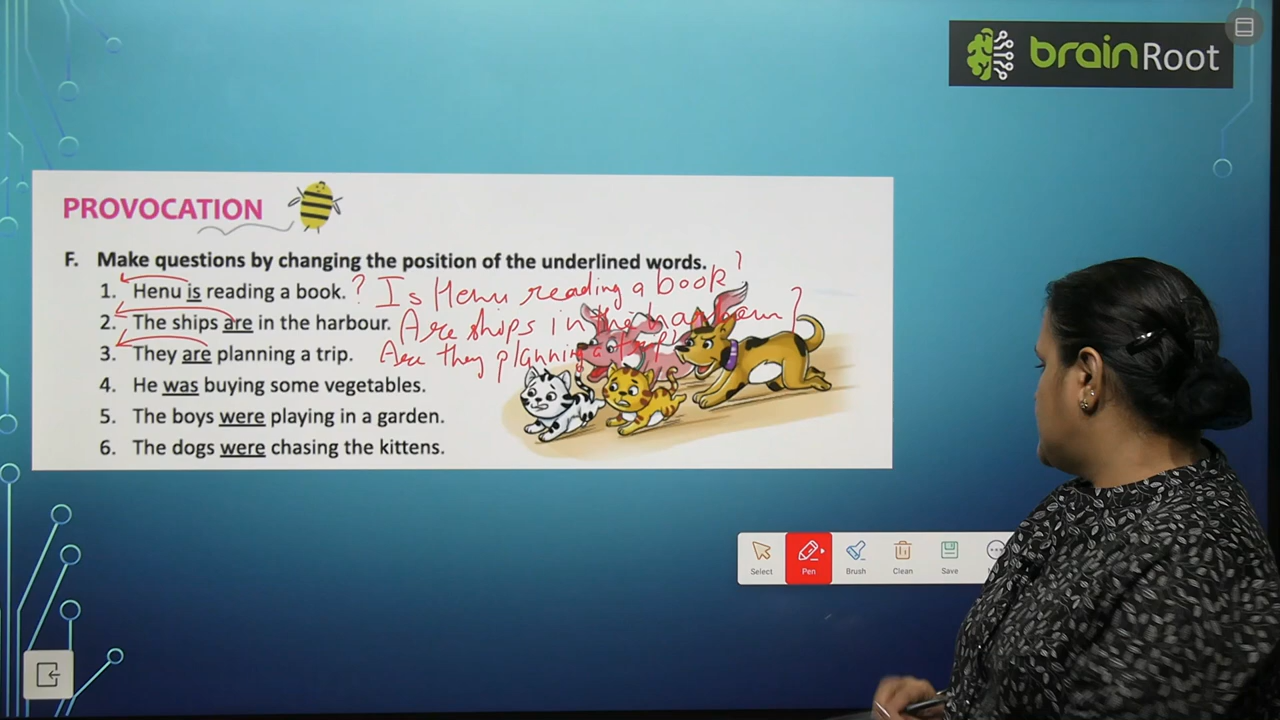 brainRoot
PROVOCATION
F. Make questions by changing the position of the underlined words.
1. Henu is reading a book. ? Is Henu reading a book ?
2. The ships are in the harbour. Are ships in the harbour ?
3. They are planning a trip. Are they planning a trip
4. He was buying some vegetables.
5. The boys were playing in a garden.
6. The dogs were chasing the kittens.
Select Pen Brush Clean Save